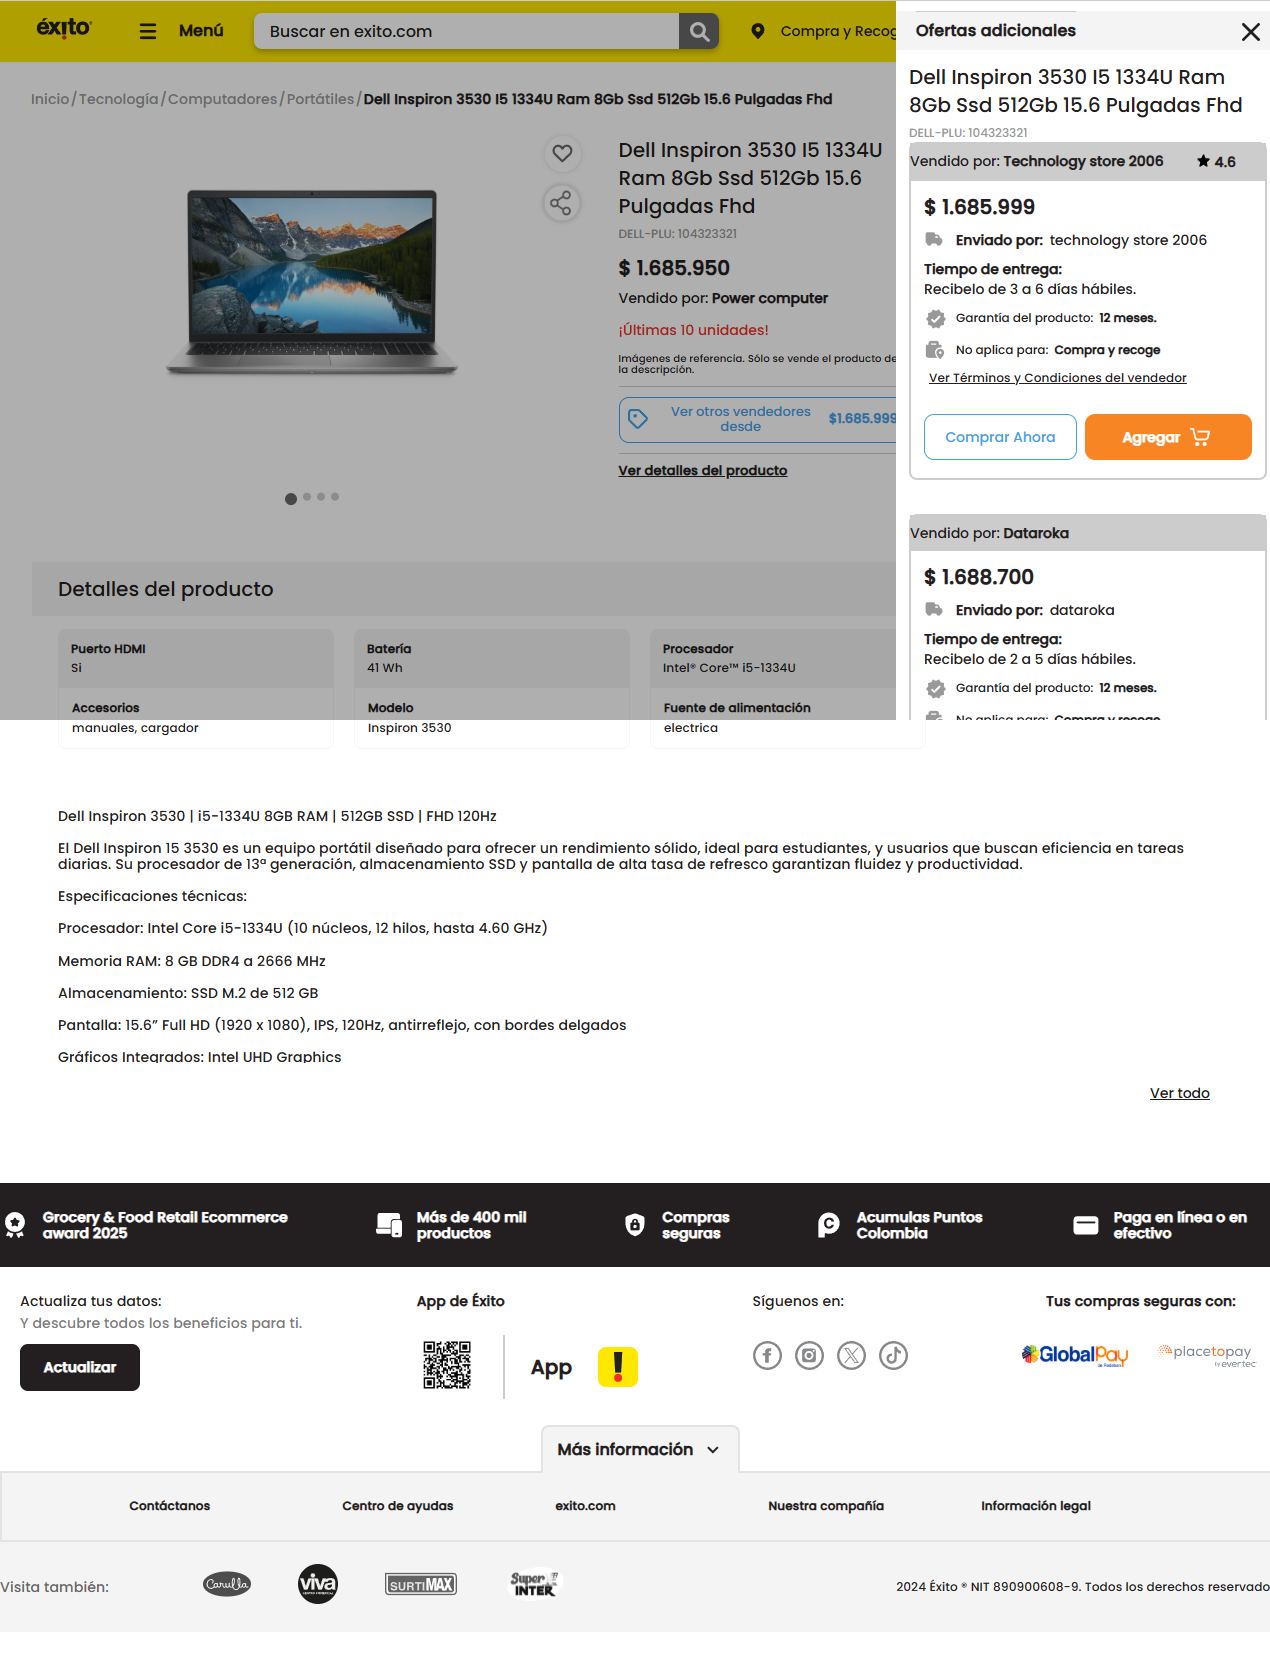 éxito
Menú
Buscar en exito.com
Compra y Recog
Inicio/Tecnología/Computadores/Portátiles/Dell Inspiron 3530 I5 1334U Ram 8Gb Ssd 512Gb 15.6 Pulgadas Fhd
Dell Inspiron 3530 I5 1334U
Ram 8Gb Ssd 512Gb 15.6
Pulgadas Fhd
DELL-PLU: 104323321
$ 1.685.950
Vendido por: Power computer
¡Últimas 10 unidades!
Imágenes de referencia. Sólo se vende el producto de
la descripción.
Ver otros vendedores
desde
$1.685.999
Ver detalles del producto
Ofertas adicionales
Dell Inspiron 3530 I5 1334U Ram
8Gb Ssd 512Gb 15.6 Pulgadas Fhd
DELL-PLU: 104323321
Vendido por: Technology store 2006
4.6
$ 1.685.999
Enviado por: technology store 2006
Tiempo de entrega:
Recibelo de 3 a 6 días hábiles.
Garantía del producto: 12 meses.
No aplica para: Compra y recoge
Ver Términos y Condiciones del vendedor
Comprar Ahora
Agregar
Vendido por: Dataroka
$ 1.688.700
Enviado por: dataroka
Tiempo de entrega:
Recibelo de 2 a 5 días hábiles.
Garantía del producto: 12 meses.
No aplica para: Compra y recoge
Detalles del producto
Puerto HDMI
Si
Batería
41 Wh
Procesador
Intel® Core™ i5-1334U
Accesorios
manuales, cargador
Modelo
Inspiron 3530
Fuente de alimentación
electrica
Dell Inspiron 3530 | i5-1334U 8GB RAM | 512GB SSD | FHD 120Hz
El Dell Inspiron 15 3530 es un equipo portátil diseñado para ofrecer un rendimiento sólido, ideal para estudiantes, y usuarios que buscan eficiencia en tareas
diarias. Su procesador de 13ª generación, almacenamiento SSD y pantalla de alta tasa de refresco garantizan fluidez y productividad.
Especificaciones técnicas:
Procesador: Intel Core i5-1334U (10 núcleos, 12 hilos, hasta 4.60 GHz)
Memoria RAM: 8 GB DDR4 a 2666 MHz
Almacenamiento: SSD M.2 de 512 GB
Pantalla: 15.6” Full HD (1920 x 1080), IPS, 120Hz, antirreflejo, con bordes delgados
Gráficos Integrados: Intel UHD Graphics
Ver todo
Grocery & Food Retail Ecommerce
award 2025
Más de 400 mil
productos
Compras
seguras
Acumulas Puntos
Colombia
Paga en línea o en
efectivo
Actualiza tus datos:
Y descubre todos los beneficios para ti.
Actualizar
App de Éxito
App
Síguenos en:
Tus compras seguras con:
GlobalPay
placetopay
by evertec
Más información
Contáctanos
Centro de ayudas
exito.com
Nuestra compañía
Información legal
Visita también:
Carulla
viva
SURTIMAX
Super
INTER
2024 Éxito ® NIT 890900608-9. Todos los derechos reservado